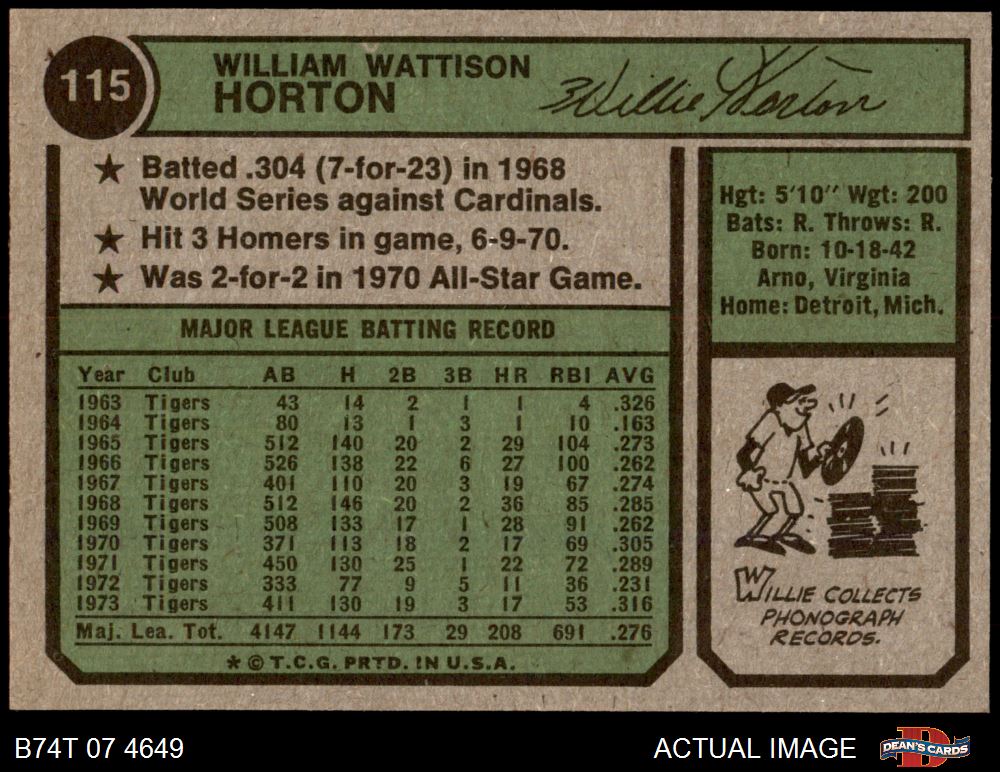 115
WILLIAM WATTISON
HORTON
Willie Horton
★ Batted .304 (7-for-23) in 1968
World Series against Cardinals.
★ Hit 3 Homers in game, 6-9-70.
★ Was 2-for-2 in 1970 All-Star Game.
MAJOR LEAGUE BATTING RECORD
Year Club AB H 2B 3B HR RBI AVG
1963 Tigers 43 14 2 1 1 4 .326
1964 Tigers 80 13 1 3 1 10 .163
1965 Tigers 512 140 20 2 29 104 .273
1966 Tigers 526 138 22 6 27 100 .262
1967 Tigers 401 110 20 3 19 67 .274
1968 Tigers 512 146 20 2 36 85 .285
1969 Tigers 508 133 17 1 28 91 .262
1970 Tigers 371 113 18 2 17 69 .305
1971 Tigers 450 130 25 1 22 72 .289
1972 Tigers 333 77 9 5 11 36 .231
1973 Tigers 411 130 19 3 17 53 .316
Maj. Lea. Tot. 4147 1144 173 29 208 691 .276
* © T.C.G. PRTD. IN U.S.A.
Hgt: 5'10" Wgt: 200
Bats: R. Throws: R.
Born: 10-18-42
Arno, Virginia
Home: Detroit, Mich.
WILLIE COLLECTS
PHONOGRAPH
RECORDS.
B74T 07 4649
ACTUAL IMAGE
D
DEAN'S CARDS